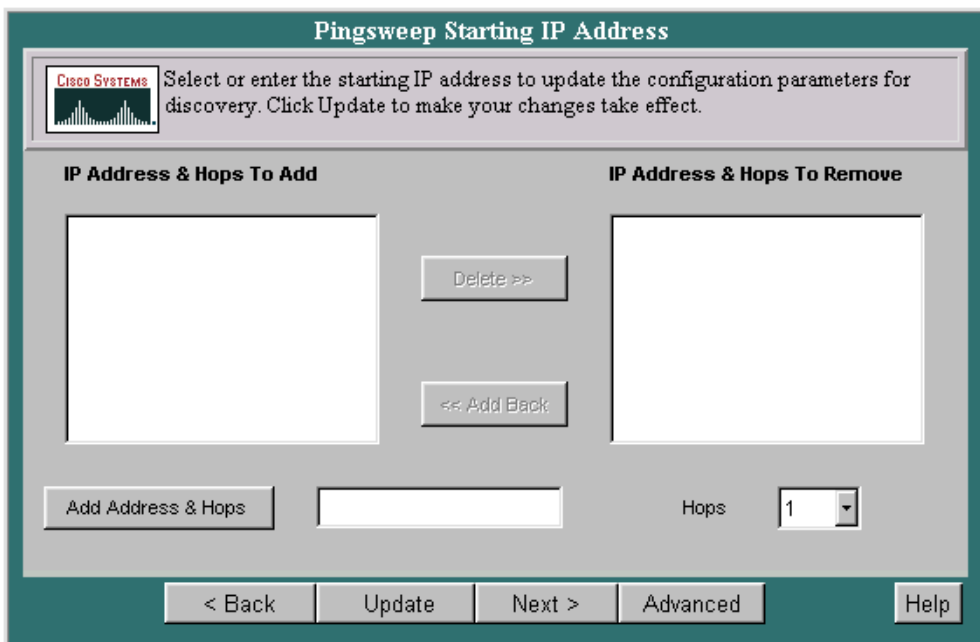 Pingsweep Starting IP Address
CISCO SYSTEMS
Select or enter the starting IP address to update the configuration parameters for
discovery. Click Update to make your changes take effect.
IP Address & Hops To Add
IP Address & Hops To Remove
Delete >>
<< Add Back
Add Address & Hops
Hops
1
< Back
Update
Next >
Advanced
Help